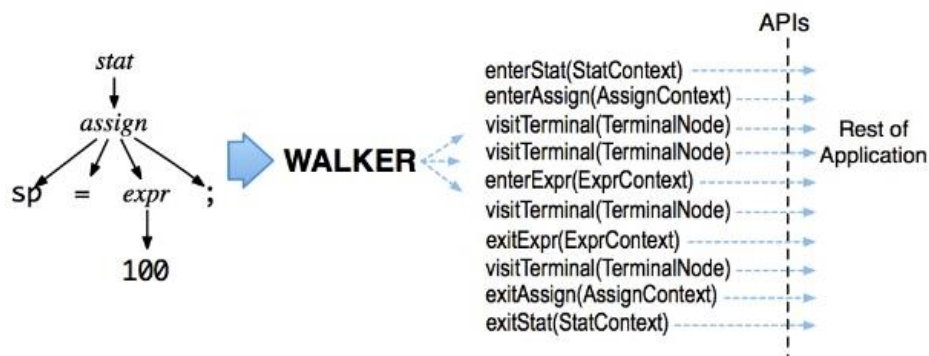 stat
assign
sp = expr ;
100
WALKER
APIs
enterStat(StatContext)
enterAssign(AssignContext)
visitTerminal(TerminalNode)
visitTerminal(TerminalNode)
enterExpr(ExprContext)
visitTerminal(TerminalNode)
exitExpr(ExprContext)
visitTerminal(TerminalNode)
exitAssign(AssignContext)
exitStat(StatContext)
Rest of
Application